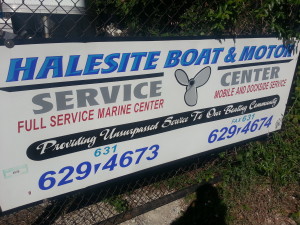 HALESITE BOAT & MOTOR
SERVICE CENTER
FULL SERVICE MARINE CENTER MOBILE AND DOCKSIDE SERVICE
Providing Unsurpassed Service To Our Boating Community
631 FAX 631
629-4673 629-4674